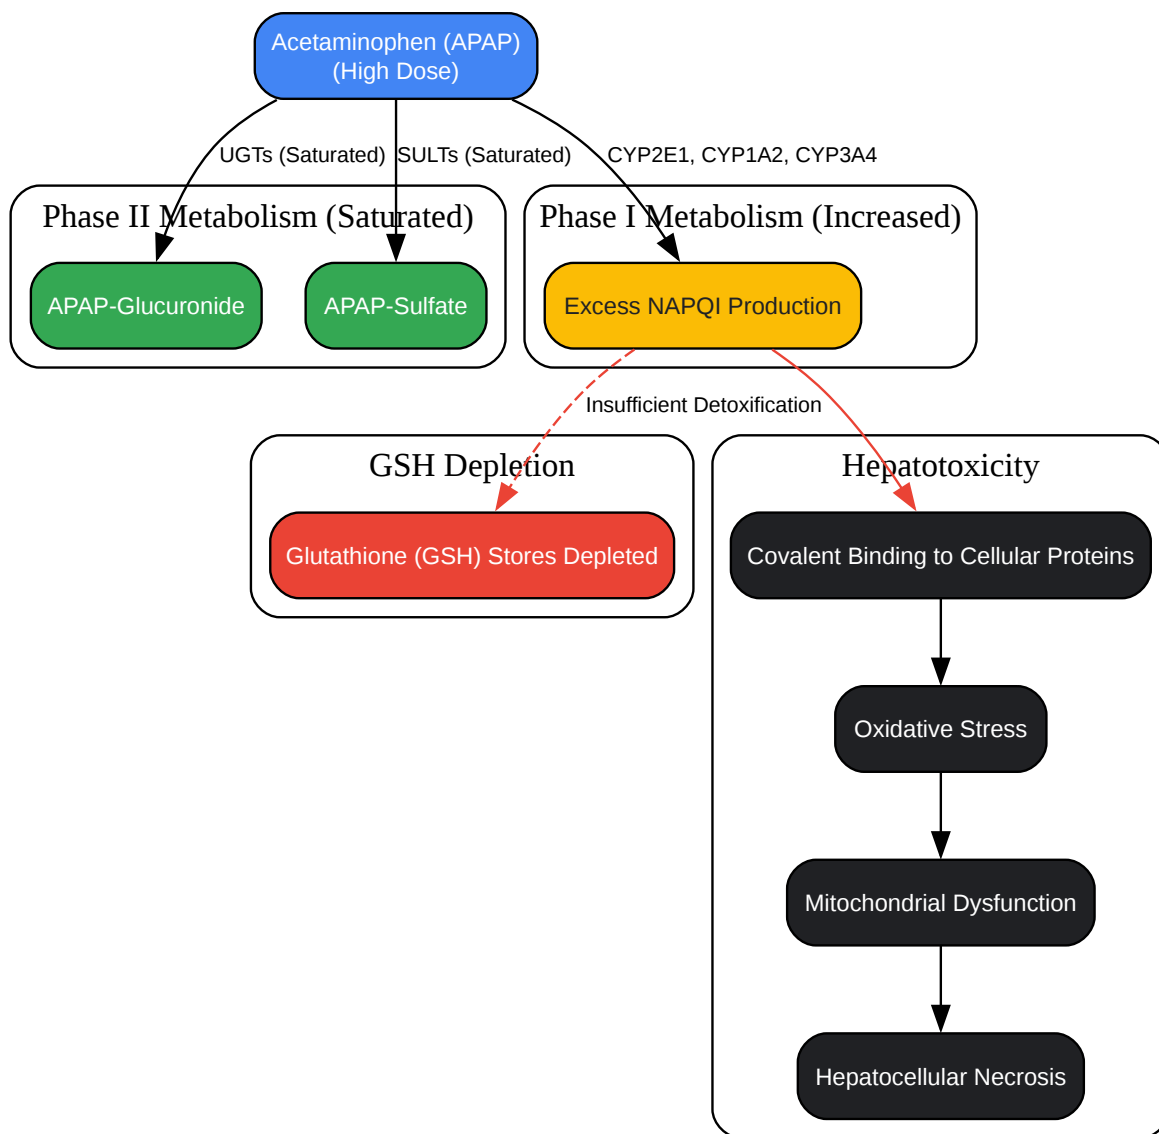 Acetaminophen (APAP)
(High Dose)
UGTs (Saturated)
SULTs (Saturated)
CYP2E1, CYP1A2, CYP3A4
Phase II Metabolism (Saturated)
Phase I Metabolism (Increased)
APAP-Glucuronide
APAP-Sulfate
Excess NAPQI Production
Insufficient Detoxification
GSH Depletion
Hepatotoxicity
Glutathione (GSH) Stores Depleted
Covalent Binding to Cellular Proteins
Oxidative Stress
Mitochondrial Dysfunction
Hepatocellular Necrosis